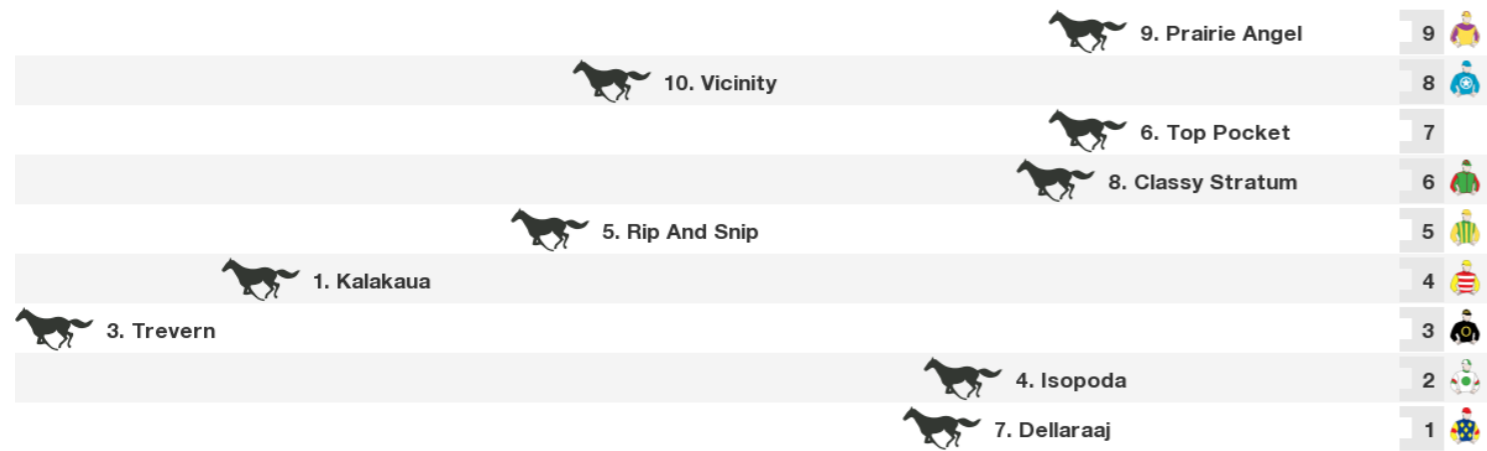 9. Prairie Angel 9
10. Vicinity 8
6. Top Pocket 7
8. Classy Stratum 6
5. Rip And Snip 5
1. Kalakaua 4
3. Trevern 3
4. Isopoda 2
7. Dellaraaj 1